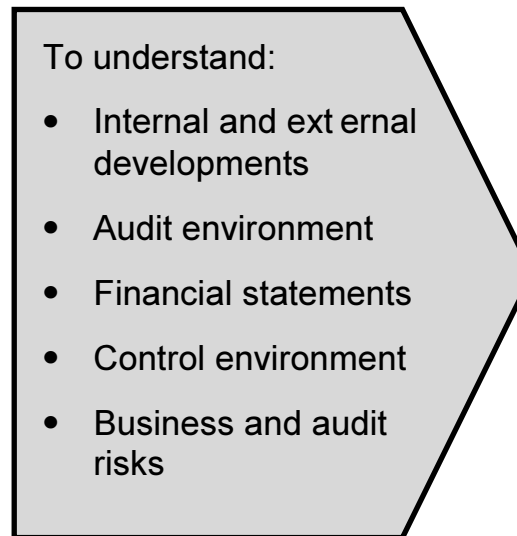 To understand:
• Internal and ext ernal
developments
• Audit environment
• Financial statements
• Control environment
• Business and audit
risks